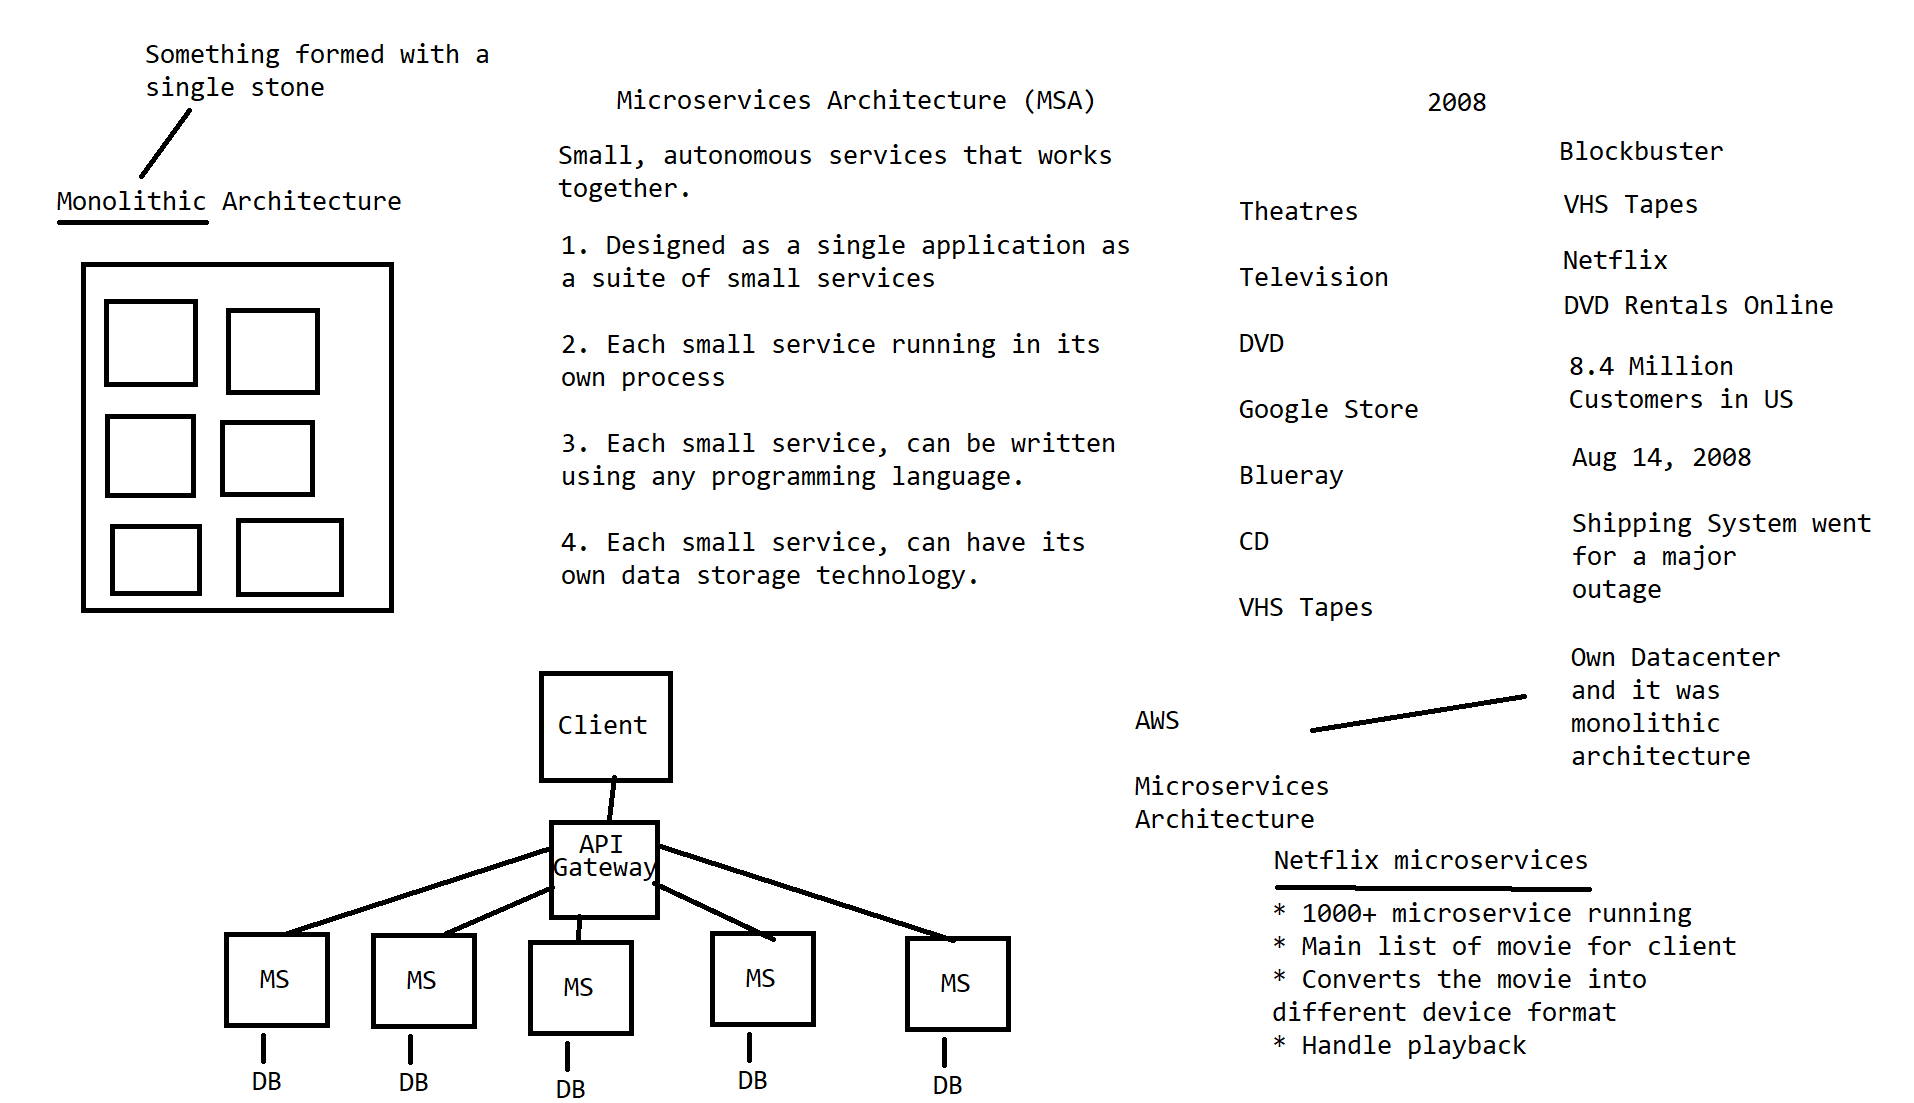 Something formed with a
single stone
Monolithic Architecture
Microservices Architecture (MSA)
Small, autonomous services that works
together.
1. Designed as a single application as
a suite of small services
2. Each small service running in its
own process
3. Each small service, can be written
using any programming language.
4. Each small service, can have its
own data storage technology.
2008
Theatres
Television
DVD
Google Store
Blueray
CD
VHS Tapes
Blockbuster
VHS Tapes
Netflix
DVD Rentals Online
8.4 Million
Customers in US
Aug 14, 2008
Shipping System went
for a major
outage
Own Datacenter
and it was
monolithic
architecture
AWS
Microservices
Architecture
Client
API
Gateway
MS
MS
MS
MS
MS
DB
DB
DB
DB
DB
Netflix microservices
* 1000+ microservice running
* Main list of movie for client
* Converts the movie into
different device format
* Handle playback